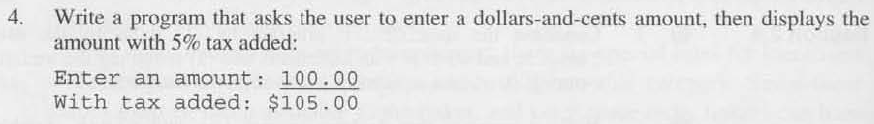 4. Write a program that asks the user to enter a dollars-and-cents amount, then displays the
amount with 5% tax added:
Enter an amount: 100.00
With tax added: $105.00